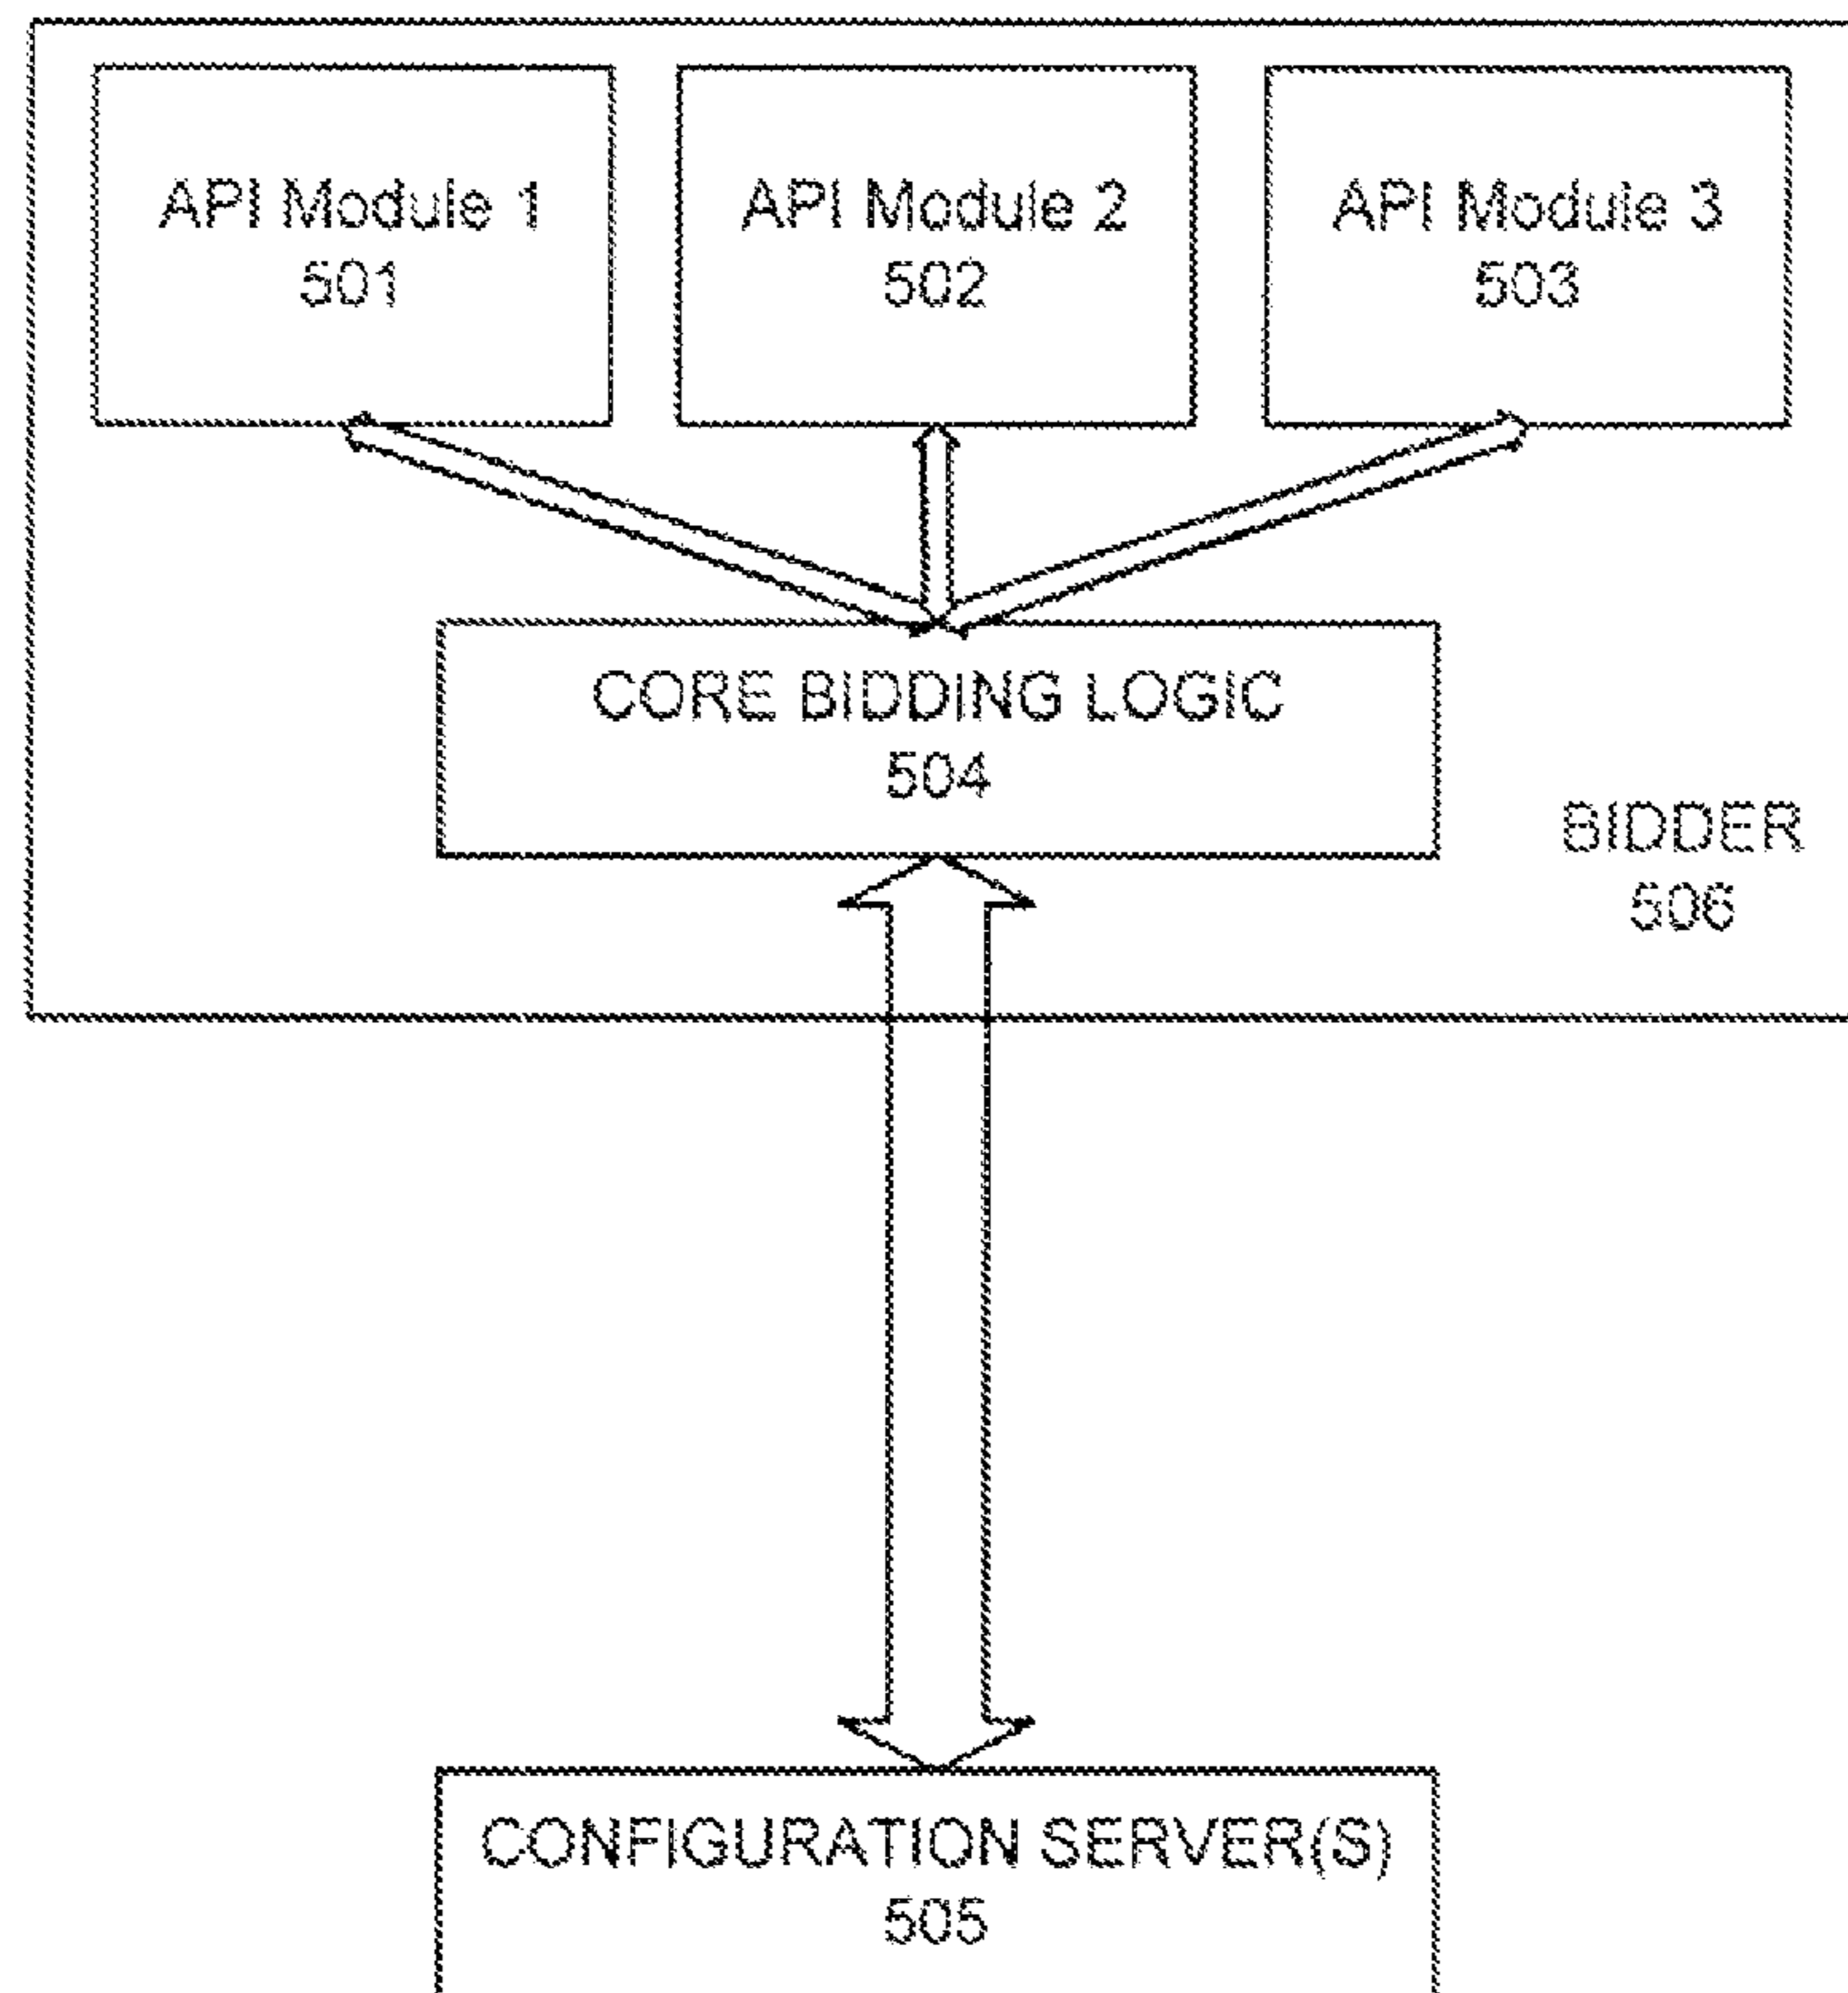 API Module 1
501
API Module 2
502
API Module 3
503
CORE BIDDING LOGIC
504
BIDDER
506
CONFIGURATION SERVER(S)
505